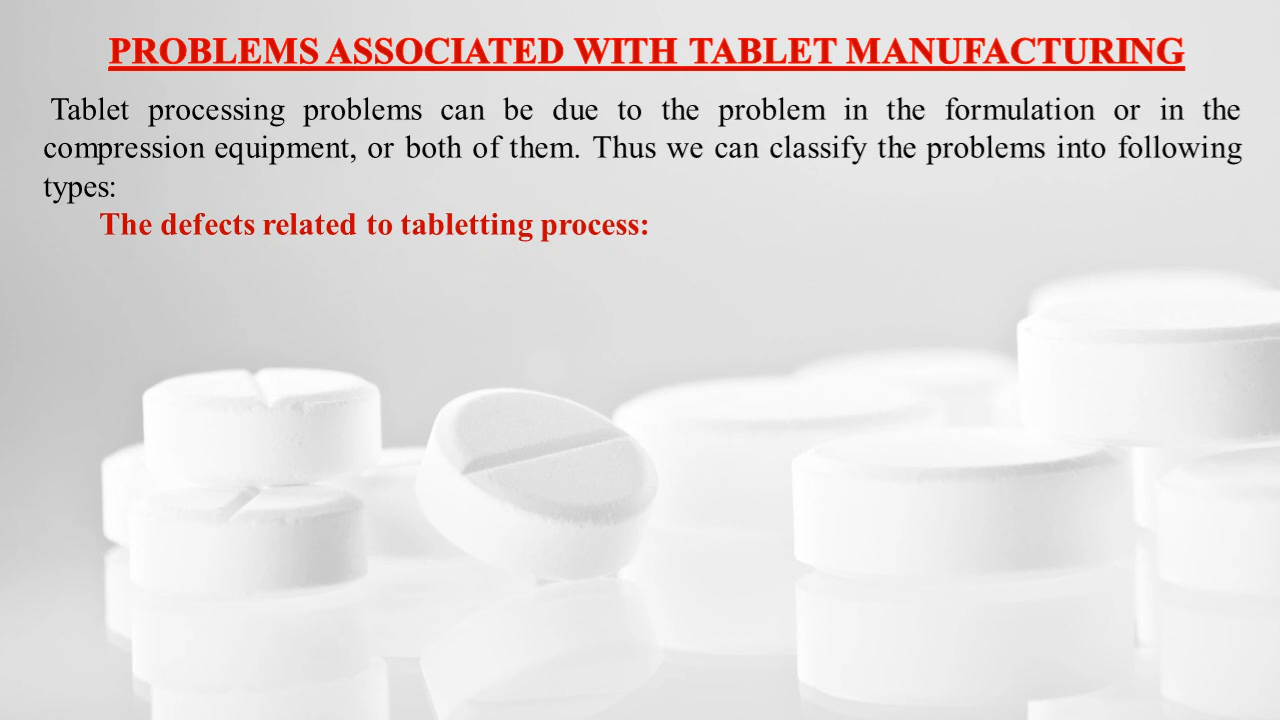 PROBLEMS ASSOCIATED WITH TABLET MANUFACTURING
Tablet processing problems can be due to the problem in the formulation or in the
compression equipment, or both of them. Thus we can classify the problems into following
types:
The defects related to tabletting process: